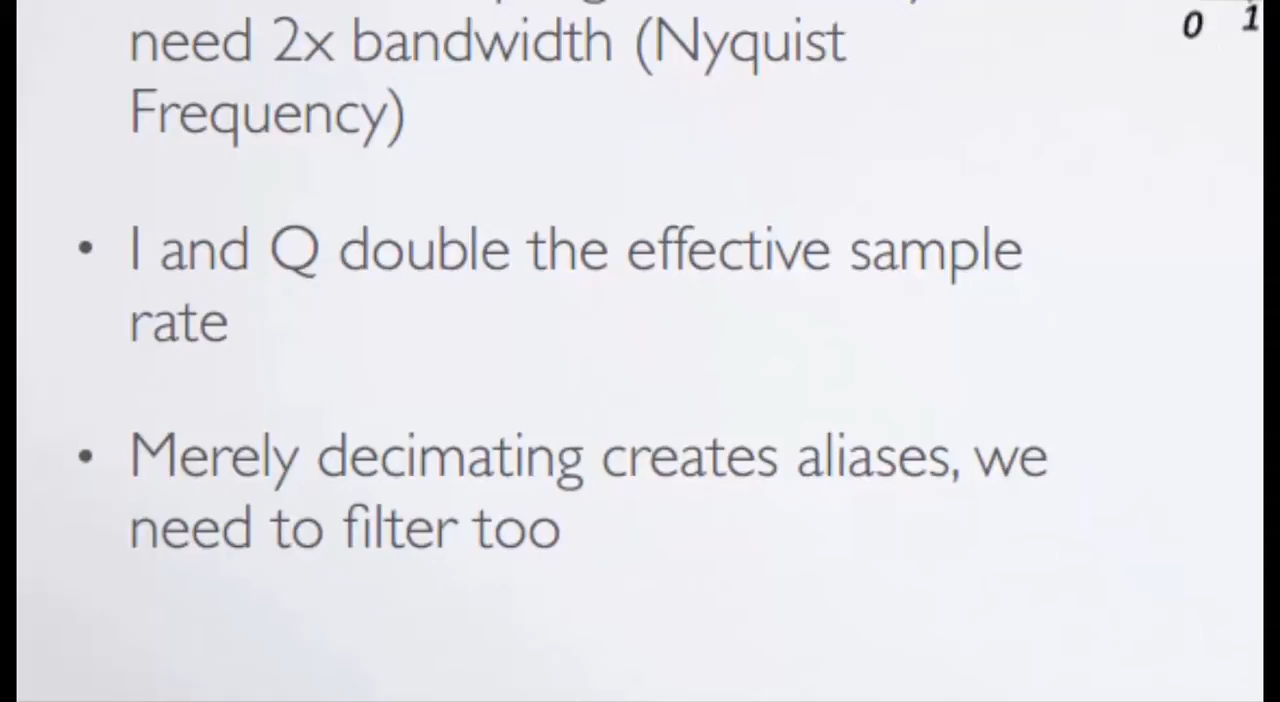 0 1
need 2x bandwidth (Nyquist
Frequency)
• I and Q double the effective sample
rate
• Merely decimating creates aliases, we
need to filter too